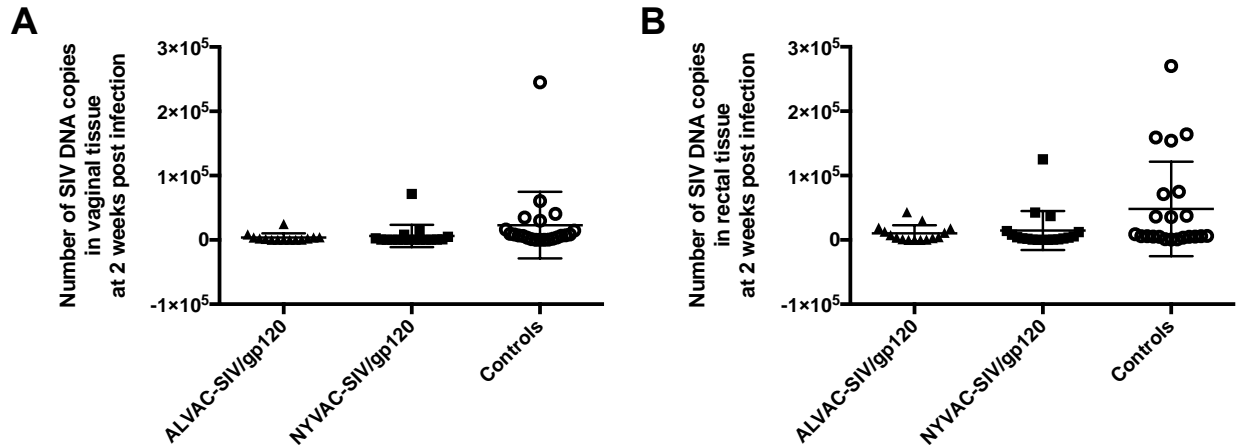 A
Number of SIV DNA copies
in vaginal tissue
at 2 weeks post infection
3×10⁵
2×10⁵
1×10⁵
0
-1×10⁵
ALVAC-SIV/gp120
NYVAC-SIV/gp120
Controls
B
Number of SIV DNA copies
in rectal tissue
at 2 weeks post infection
3×10⁵
2×10⁵
1×10⁵
0
-1×10⁵
ALVAC-SIV/gp120
NYVAC-SIV/gp120
Controls